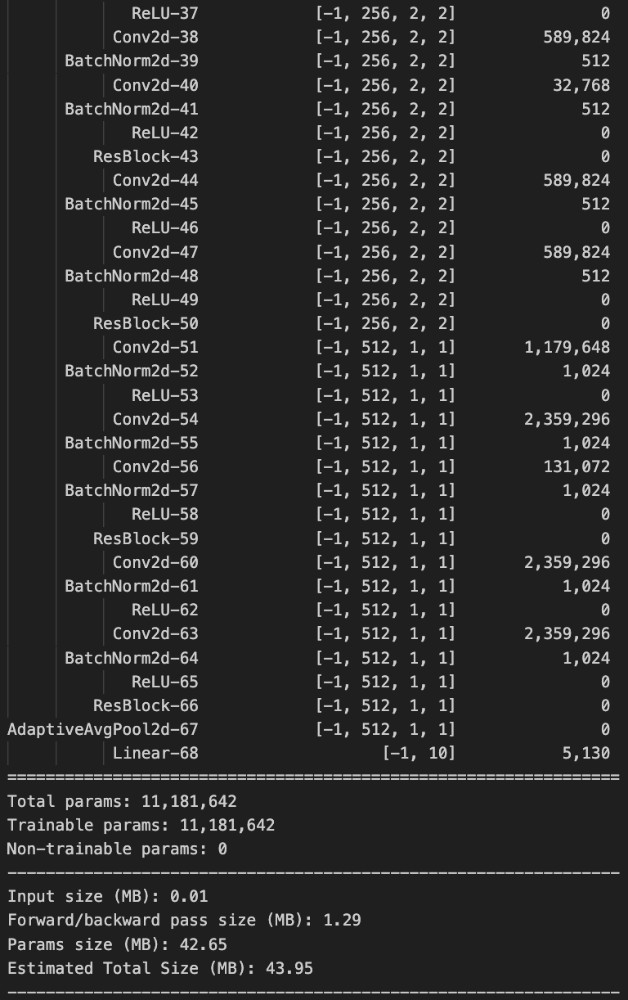 ReLU-37 [-1, 256, 2, 2] 0
Conv2d-38 [-1, 256, 2, 2] 589,824
BatchNorm2d-39 [-1, 256, 2, 2] 512
Conv2d-40 [-1, 256, 2, 2] 32,768
BatchNorm2d-41 [-1, 256, 2, 2] 512
ReLU-42 [-1, 256, 2, 2] 0
ResBlock-43 [-1, 256, 2, 2] 0
Conv2d-44 [-1, 256, 2, 2] 589,824
BatchNorm2d-45 [-1, 256, 2, 2] 512
ReLU-46 [-1, 256, 2, 2] 0
Conv2d-47 [-1, 256, 2, 2] 589,824
BatchNorm2d-48 [-1, 256, 2, 2] 512
ReLU-49 [-1, 256, 2, 2] 0
ResBlock-50 [-1, 256, 2, 2] 0
Conv2d-51 [-1, 512, 1, 1] 1,179,648
BatchNorm2d-52 [-1, 512, 1, 1] 1,024
ReLU-53 [-1, 512, 1, 1] 0
Conv2d-54 [-1, 512, 1, 1] 2,359,296
BatchNorm2d-55 [-1, 512, 1, 1] 1,024
Conv2d-56 [-1, 512, 1, 1] 131,072
BatchNorm2d-57 [-1, 512, 1, 1] 1,024
ReLU-58 [-1, 512, 1, 1] 0
ResBlock-59 [-1, 512, 1, 1] 0
Conv2d-60 [-1, 512, 1, 1] 2,359,296
BatchNorm2d-61 [-1, 512, 1, 1] 1,024
ReLU-62 [-1, 512, 1, 1] 0
Conv2d-63 [-1, 512, 1, 1] 2,359,296
BatchNorm2d-64 [-1, 512, 1, 1] 1,024
ReLU-65 [-1, 512, 1, 1] 0
ResBlock-66 [-1, 512, 1, 1] 0
AdaptiveAvgPool2d-67 [-1, 512, 1, 1] 0
Linear-68 [-1, 10] 5,130
================================================================
Total params: 11,181,642
Trainable params: 11,181,642
Non-trainable params: 0
----------------------------------------------------------------
Input size (MB): 0.01
Forward/backward pass size (MB): 1.29
Params size (MB): 42.65
Estimated Total Size (MB): 43.95
----------------------------------------------------------------